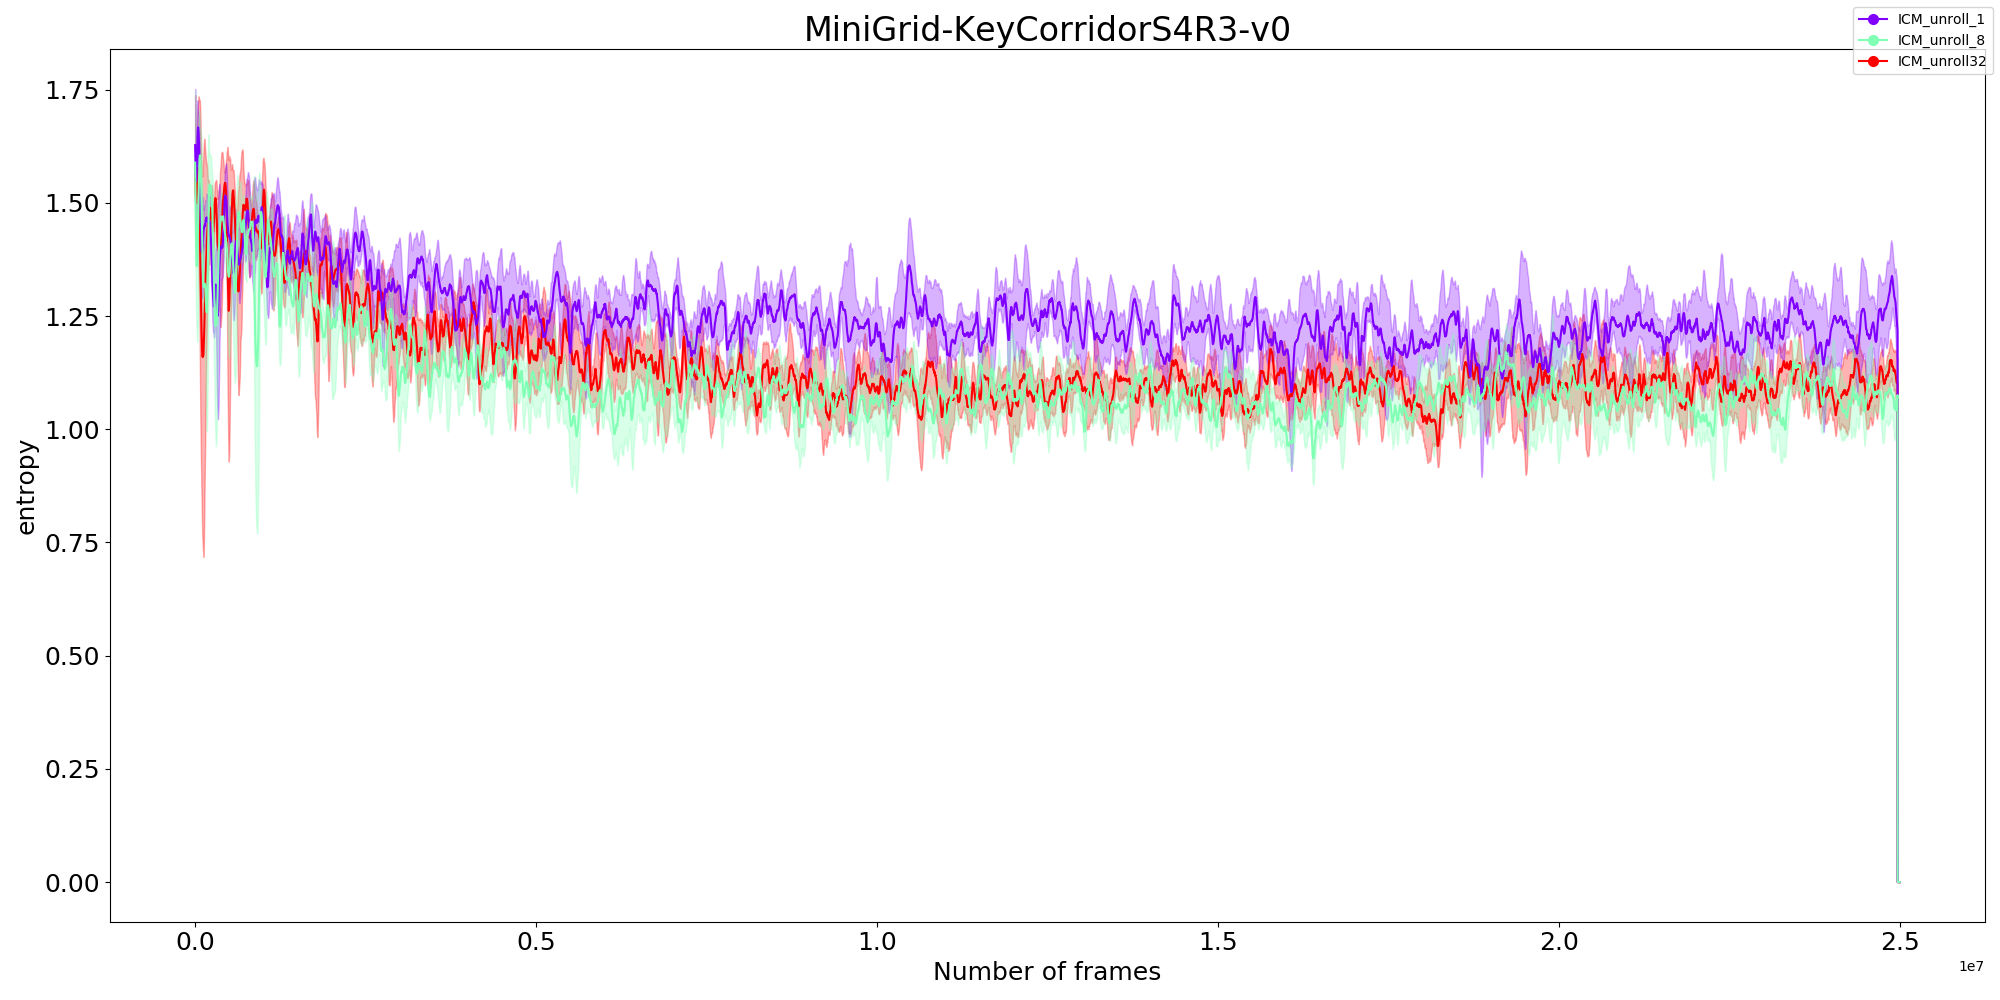 MiniGrid-KeyCorridorS4R3-v0
ICM_unroll_1
ICM_unroll_8
ICM_unroll32
1.75
1.50
1.25
1.00
0.75
0.50
0.25
0.00
entropy
0.0 0.5 1.0 1.5 2.0 2.5
1e7
Number of frames